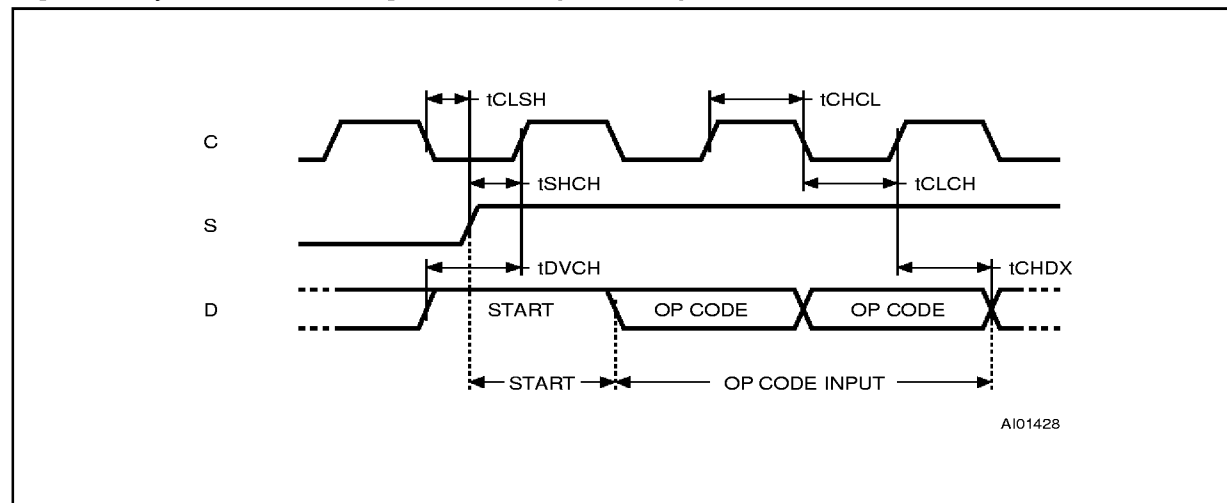 tCLSH tCHCL
C
tSHCH tCLCH
S
tDVCH tCHDX
D START OP CODE OP CODE
START OP CODE INPUT
AI01428